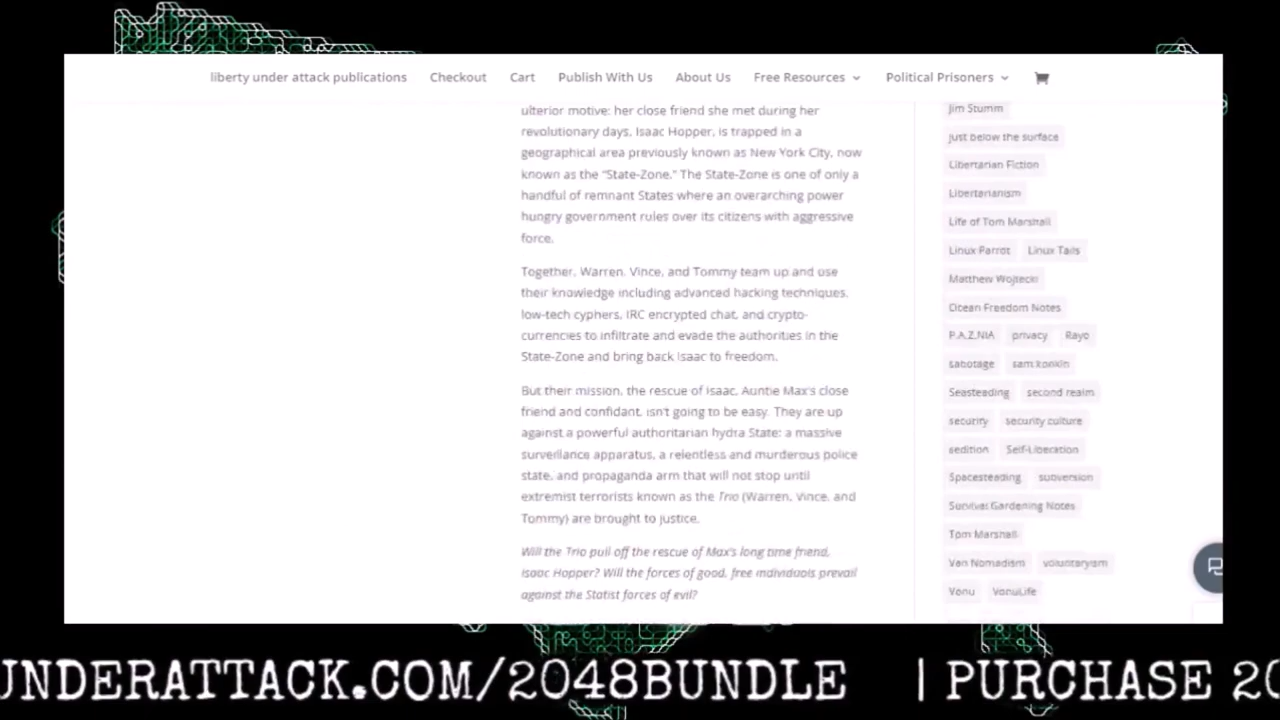 liberty under attack publications Checkout Cart Publish With Us About Us Free Resources Political Prisoners
ulterior motive: her close friend she met during her
revolutionary days, Isaac Hopper, is trapped in a
geographical area previously known as New York City, now
known as the "State-Zone." The State-Zone is one of only a
handful of remnant States where an overarching power
hungry government rules over its citizens with aggressive
force.
Together, Warren, Vince, and Tommy team up and use
their knowledge including advanced hacking techniques,
low-tech cyphers, IRC encrypted chat, and crypto-
currencies to infiltrate and evade the authorities in the
State-Zone and bring back Isaac to freedom.
But their mission, the rescue of Isaac, Auntie Max's close
friend and confidant, isn't going to be easy. They are up
against a powerful authoritarian hydra State: a massive
surveillance apparatus, a relentless and murderous police
state, and propaganda arm that will not stop until
extremist terrorists known as the Trio (Warren, Vince, and
Tommy) are brought to justice.
Will the Trio pull off the rescue of Max's long time friend,
Isaac Hopper? Will the forces of good, free individuals prevail
against the Statist forces of evil?
Jim Stumm
just below the surface
Libertarian Fiction
Libertarianism
Life of Tom Marshall
Linux Parrot Linux Tails
Matthew Wojtecki
Ocean Freedom Notes
P.A.Z.NIA privacy Rayo
sabotage sam konkin
Seasteading second realm
security security culture
sedition Self-Liberation
Spacesteading subversion
Survival Gardening Notes
Tom Marshall
Van Nomadism voluntaryism
Vonu VonuLife
UNDERATTACK.COM/2048BUNDLE | PURCHASE 20